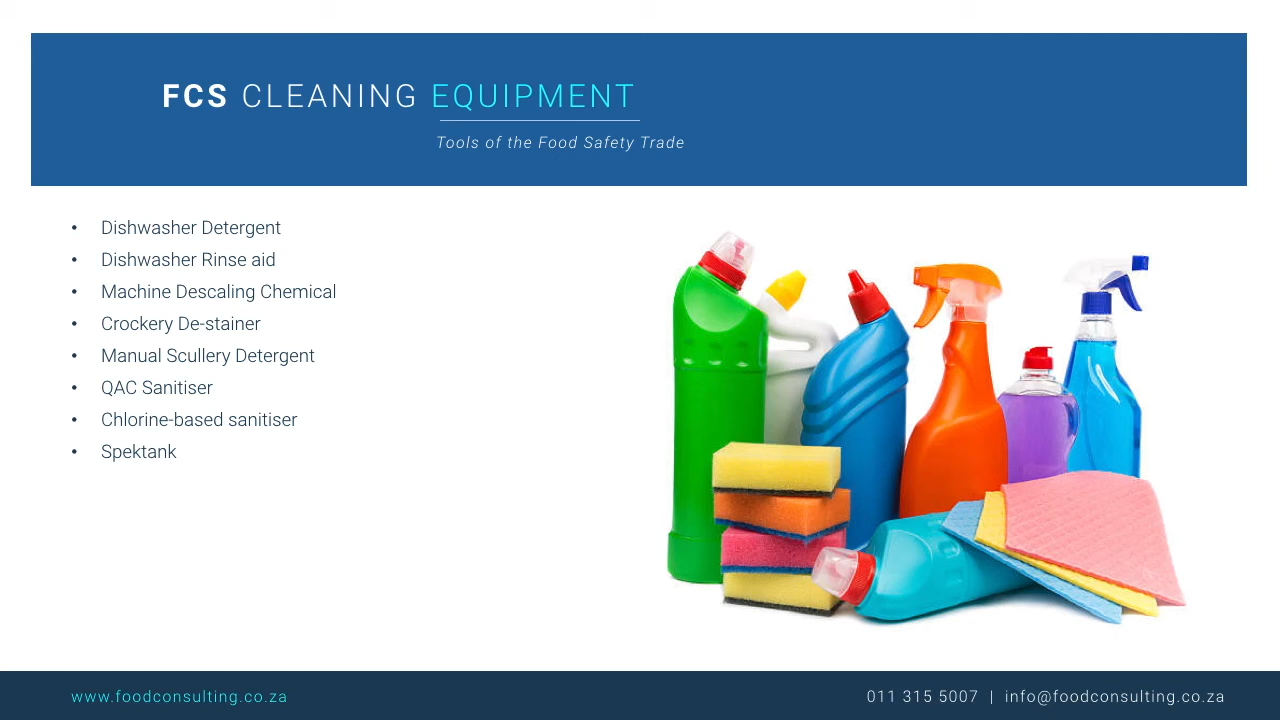 FCS CLEANING EQUIPMENT
Tools of the Food Safety Trade
• Dishwasher Detergent
• Dishwasher Rinse aid
• Machine Descaling Chemical
• Crockery De-stainer
• Manual Scullery Detergent
• QAC Sanitiser
• Chlorine-based sanitiser
• Spektank
www.foodconsulting.co.za
011 315 5007 | info@foodconsulting.co.za